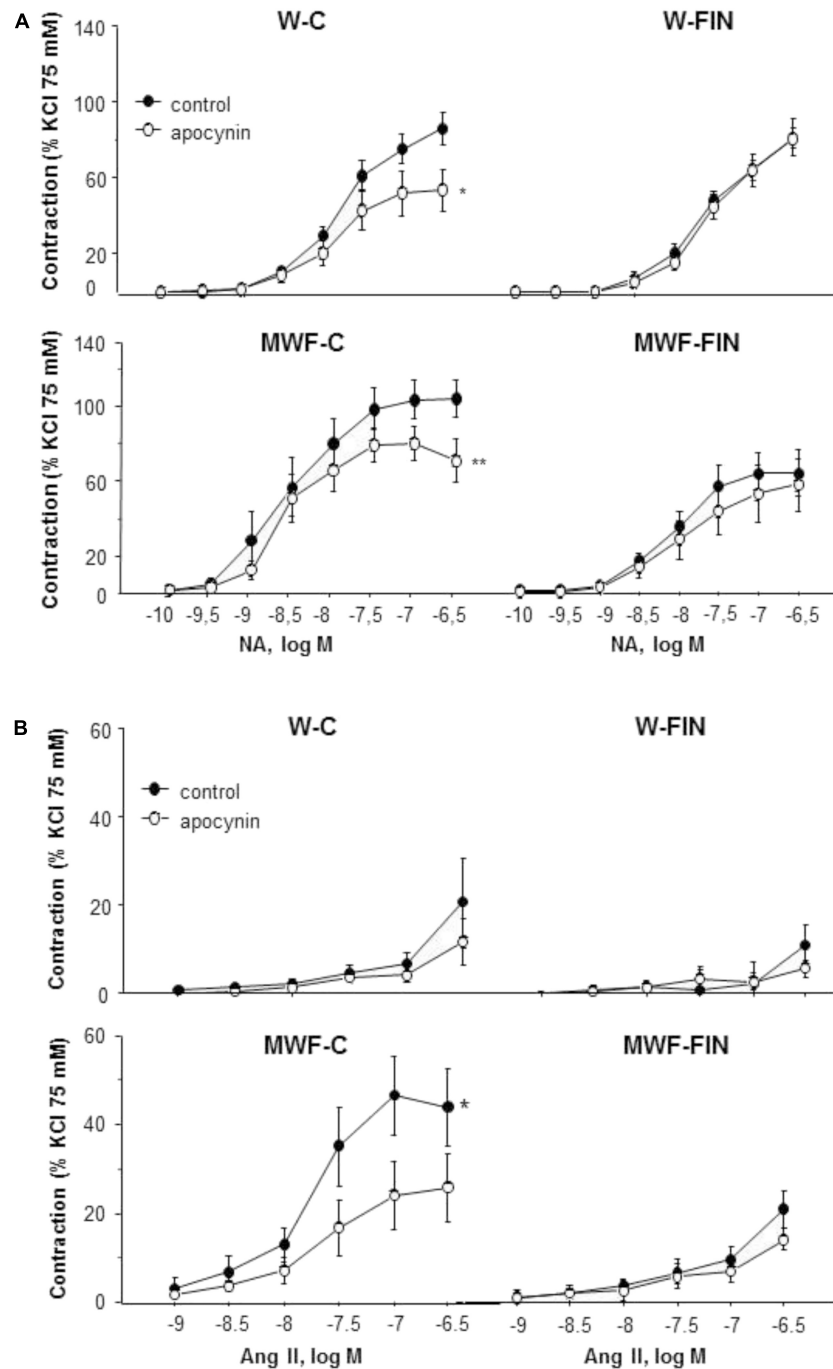 A
W-C
W-FIN
Contraction (% KCl 75 mM)
140
100
60
20
0
control
apocynin
*
MWF-C
MWF-FIN
Contraction (% KCl 75 mM)
140
100
60
20
0
**
-10 -9,5 -9 -8,5 -8 -7,5 -7 -6,5
-10 -9,5 -9 -8,5 -8 -7,5 -7 -6,5
NA, log M
NA, log M
B
W-C
W-FIN
Contraction (% KCl 75 mM)
60
40
20
0
control
apocynin
MWF-C
MWF-FIN
Contraction (% KCl 75 mM)
60
40
20
0
*
-9 -8.5 -8 -7.5 -7 -6.5
-9 -8.5 -8 -7.5 -7 -6.5
Ang II, log M
Ang II, log M